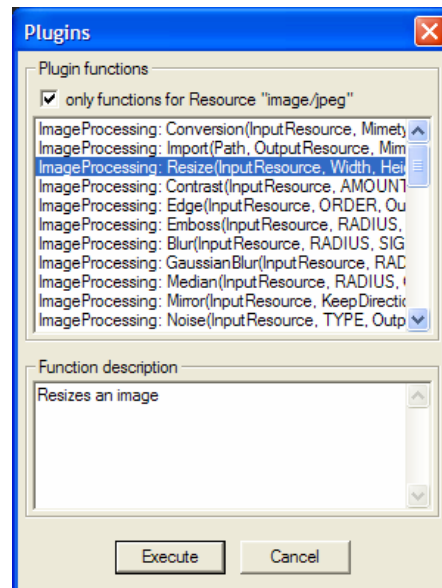 Plugins
Plugin functions
only functions for Resource "image/jpeg"
ImageProcessing: Conversion(InputResource, Mimety
ImageProcessing: Import(Path, OutputResource, Mim
ImageProcessing: Resize(InputResource, Width, Hei
ImageProcessing: Contrast(InputResource, AMOUNT
ImageProcessing: Edge(InputResource, ORDER, Ou
ImageProcessing: Emboss(InputResource, RADIUS,
ImageProcessing: Blur(InputResource, RADIUS, SIG
ImageProcessing: GaussianBlur(InputResource, RAD
ImageProcessing: Median(InputResource, RADIUS,
ImageProcessing: Mirror(InputResource, KeepDirectic
ImageProcessing: Noise(InputResource, TYPE, Outp
Function description
Resizes an image
Execute Cancel